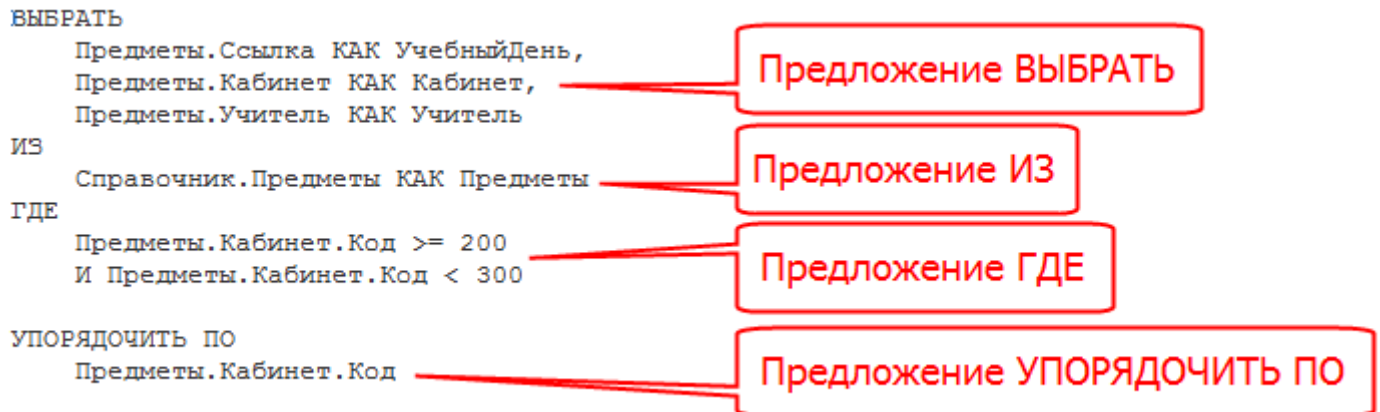 ВЫБРАТЬ
Предметы.Ссылка КАК УчебныйДень,
Предметы.Кабинет КАК Кабинет,
Предметы.Учитель КАК Учитель
Предложение ВЫБРАТЬ
ИЗ
Справочник.Предметы КАК Предметы
Предложение ИЗ
ГДЕ
Предметы.Кабинет.Код >= 200
И Предметы.Кабинет.Код < 300
Предложение ГДЕ
УПОРЯДОЧИТЬ ПО
Предметы.Кабинет.Код
Предложение УПОРЯДОЧИТЬ ПО